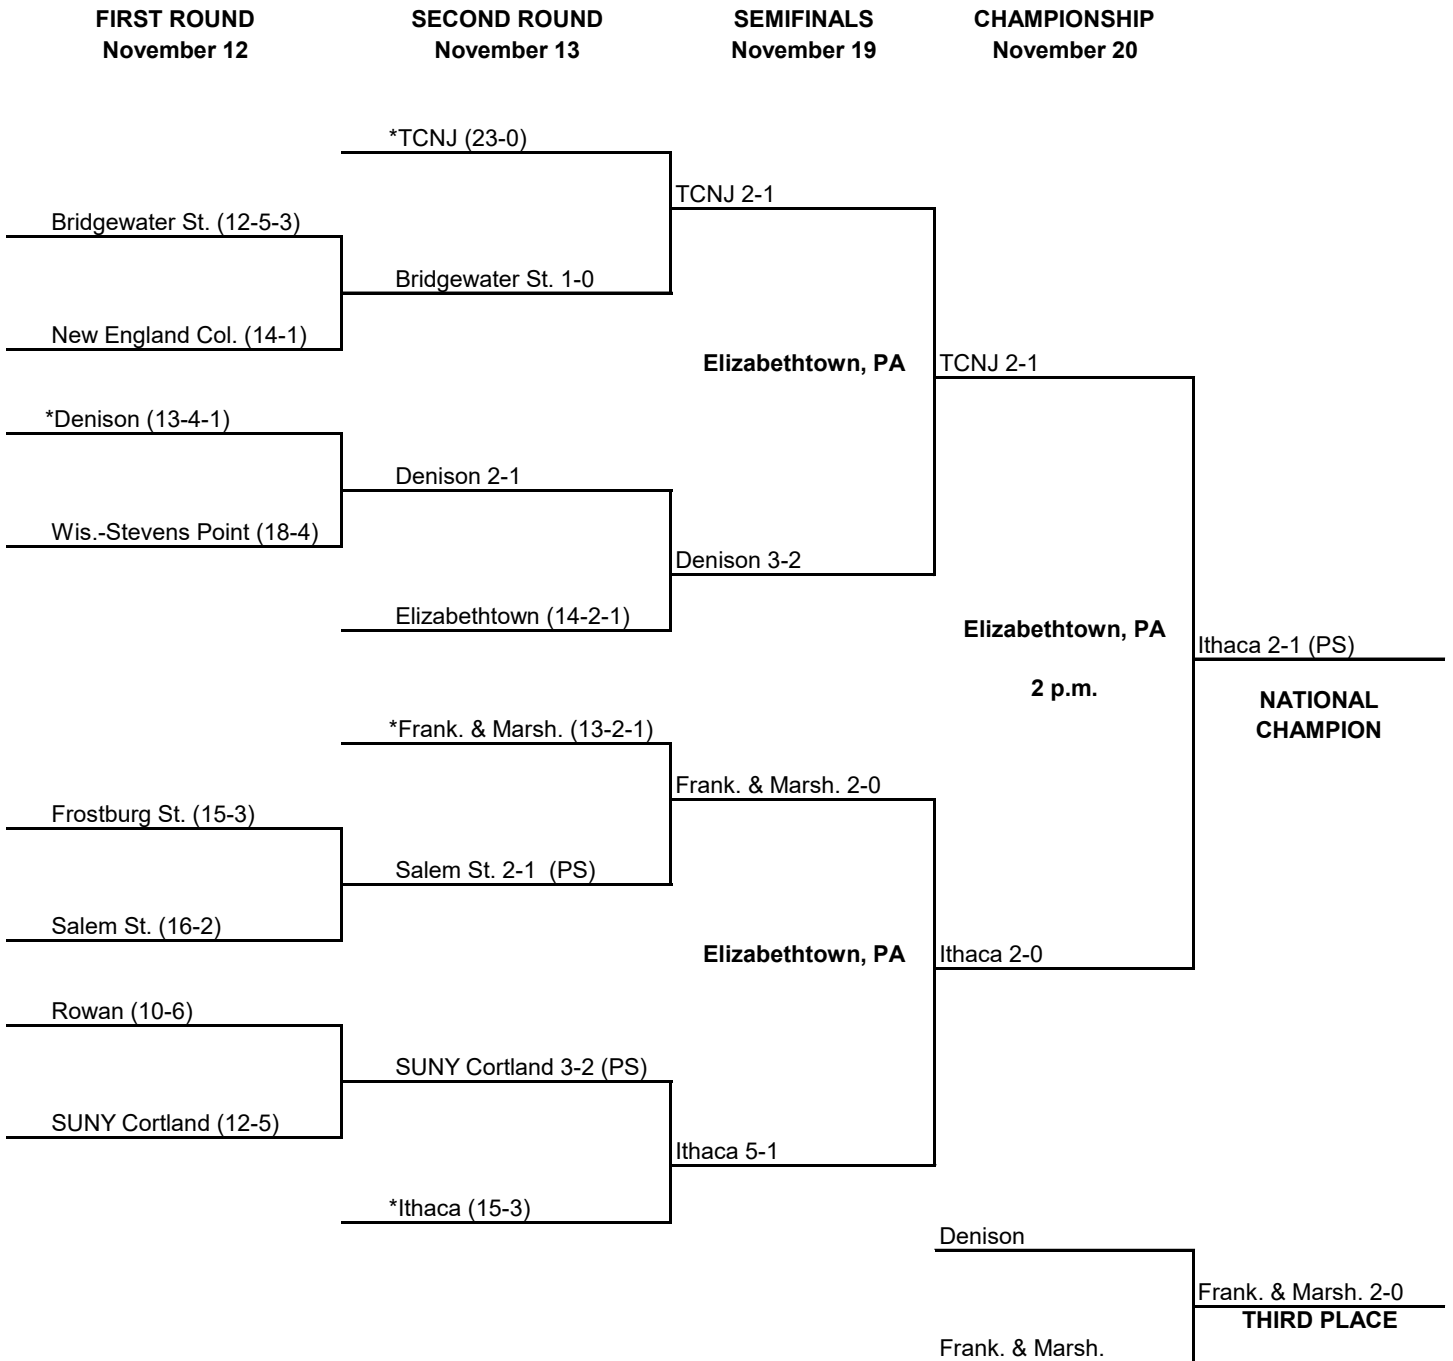 FIRST ROUND
November 12
SECOND ROUND
November 13
SEMIFINALS
November 19
CHAMPIONSHIP
November 20
*TCNJ (23-0)
TCNJ 2-1
Bridgewater St. (12-5-3)
Bridgewater St. 1-0
New England Col. (14-1)
Elizabethtown, PA
TCNJ 2-1
*Denison (13-4-1)
Denison 2-1
Wis.-Stevens Point (18-4)
Denison 3-2
Elizabethtown (14-2-1)
Elizabethtown, PA
2 p.m.
Ithaca 2-1 (PS)
NATIONAL
CHAMPION
*Frank. & Marsh. (13-2-1)
Frank. & Marsh. 2-0
Frostburg St. (15-3)
Salem St. 2-1  (PS)
Salem St. (16-2)
Elizabethtown, PA
Ithaca 2-0
Rowan (10-6)
SUNY Cortland 3-2 (PS)
SUNY Cortland (12-5)
Ithaca 5-1
*Ithaca (15-3)
Denison
Frank. & Marsh. 2-0
THIRD PLACE
Frank. & Marsh.